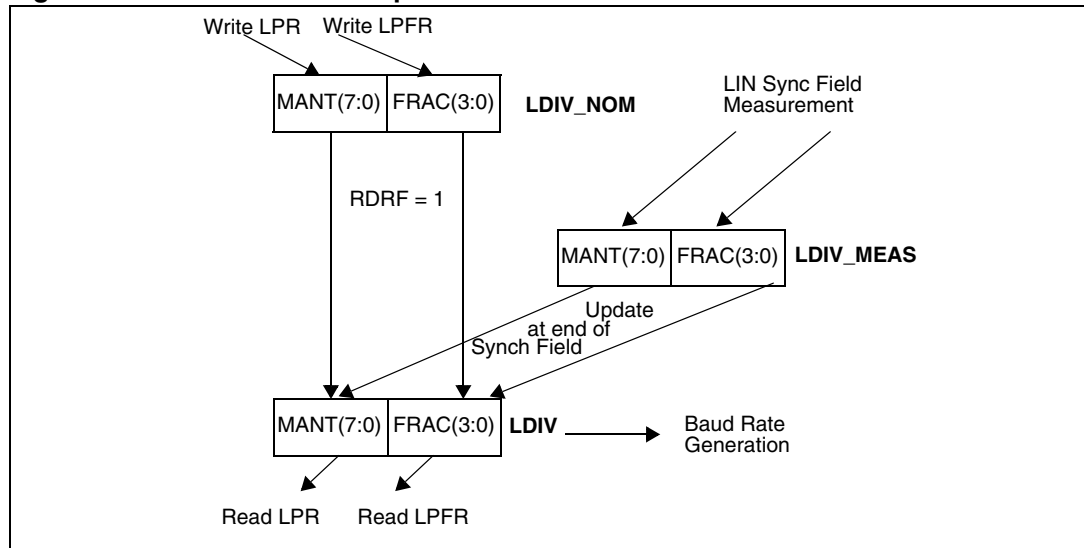 Write LPR Write LPFR
MANT(7:0) FRAC(3:0) LDIV_NOM
LIN Sync Field
Measurement
RDRF = 1
MANT(7:0) FRAC(3:0) LDIV_MEAS
Update
at end of
Synch Field
MANT(7:0) FRAC(3:0) LDIV
Baud Rate
Generation
Read LPR Read LPFR